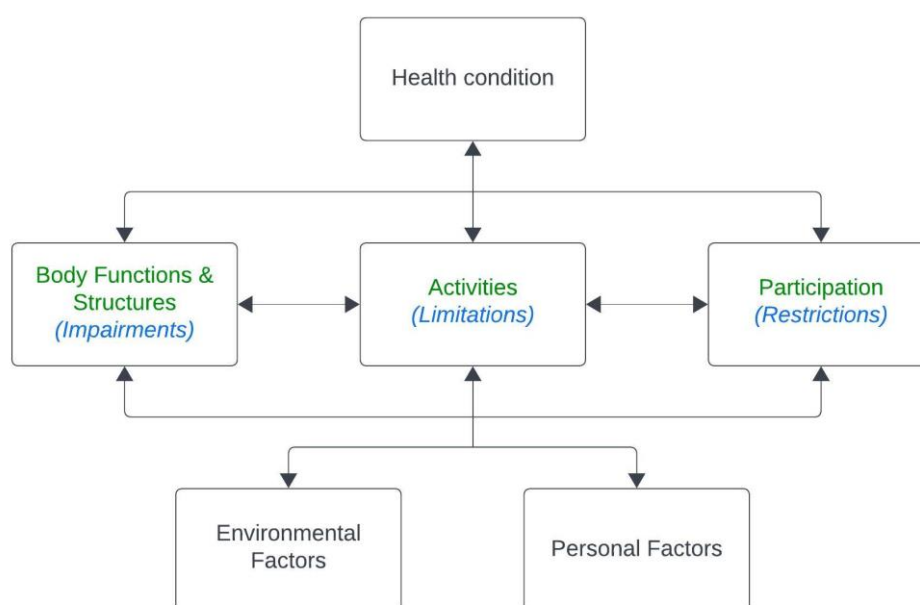 Health condition
Body Functions &
Structures
(Impairments)
Activities
(Limitations)
Participation
(Restrictions)
Environmental
Factors
Personal Factors